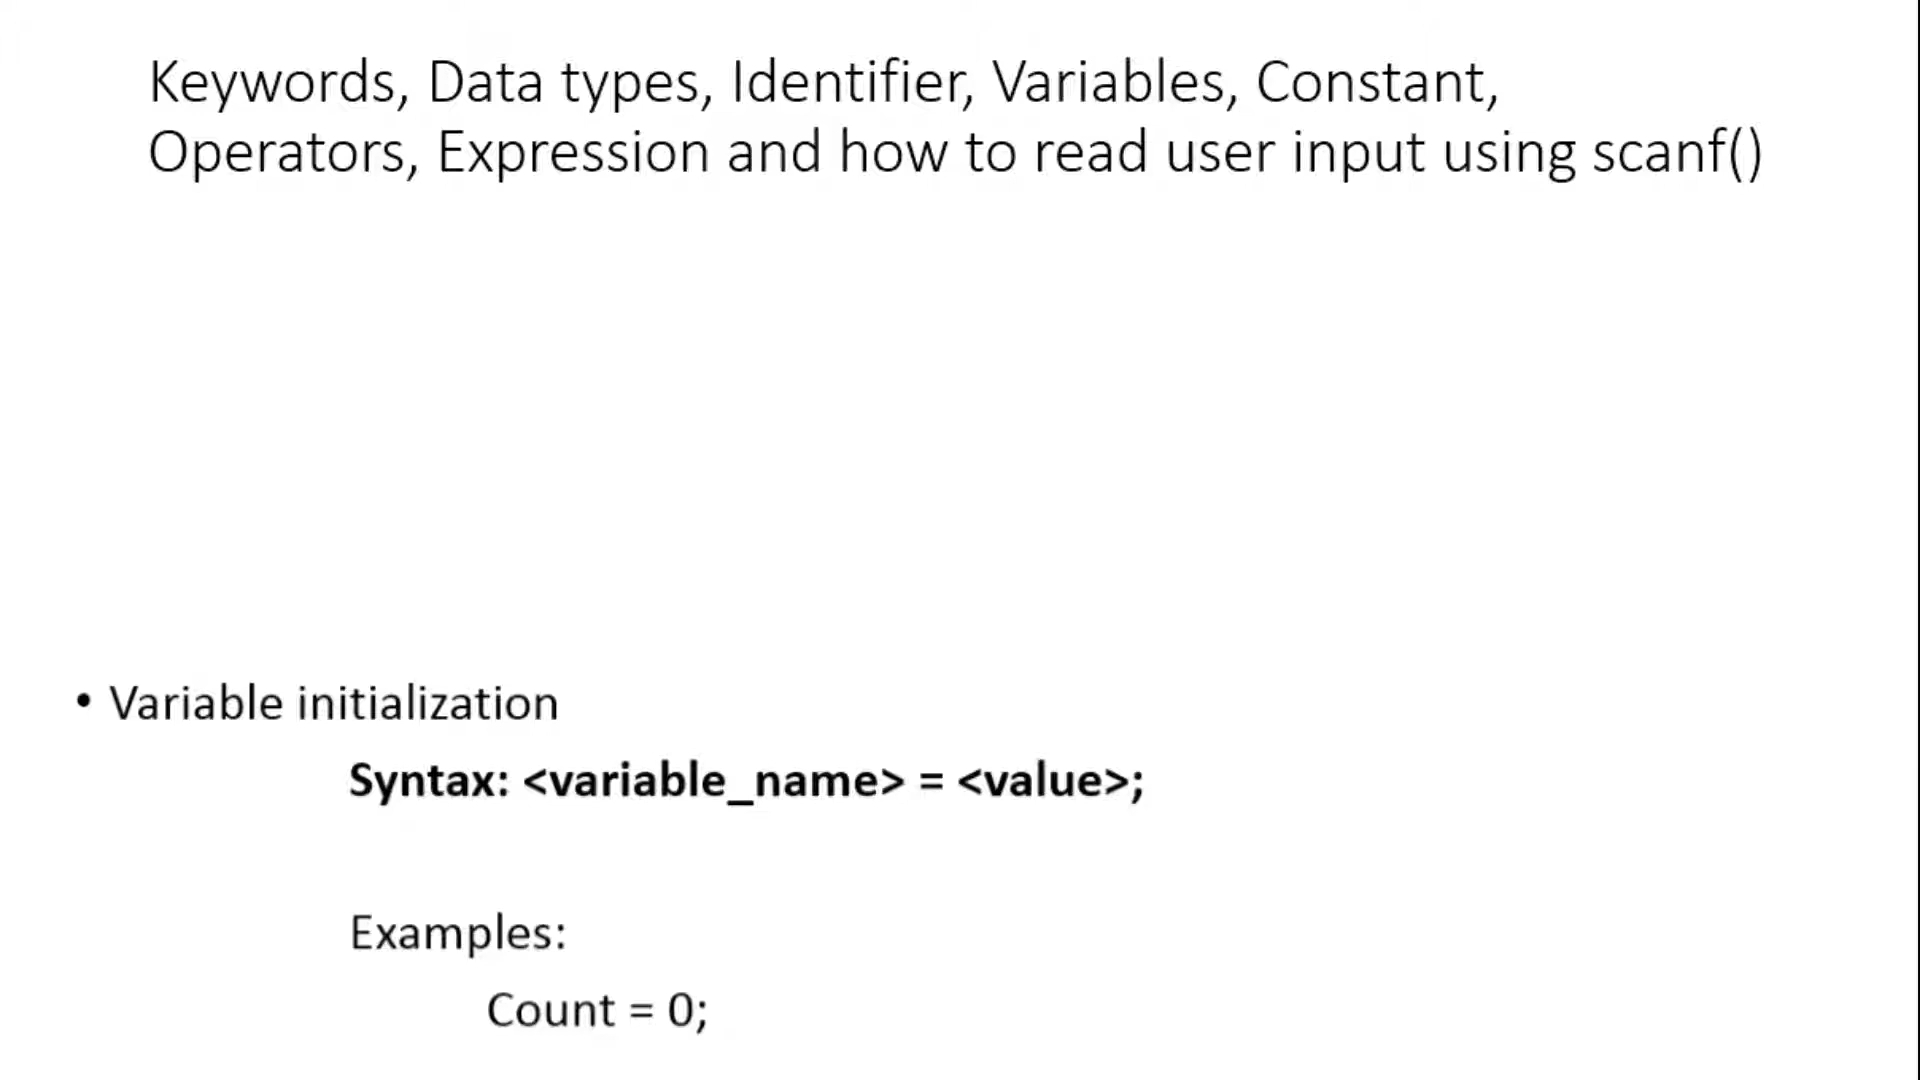 Keywords, Data types, Identifier, Variables, Constant,
Operators, Expression and how to read user input using scanf()
• Variable initialization
Syntax: <variable_name> = <value>;
Examples:
Count = 0;